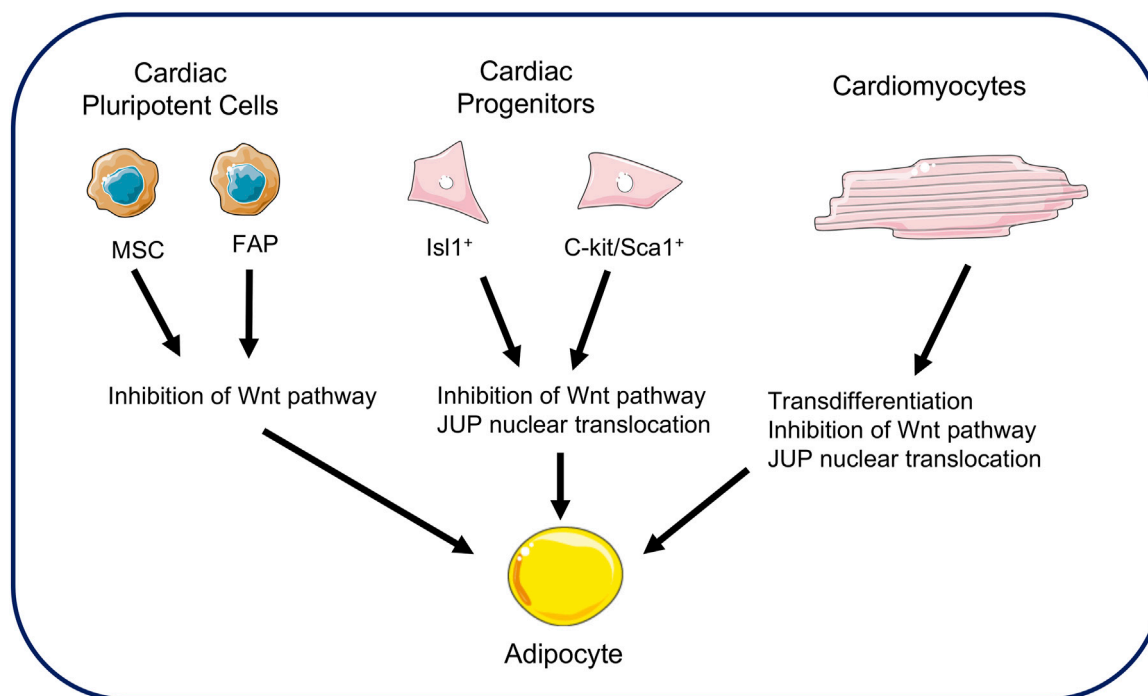 Cardiac
Pluripotent Cells
Cardiac
Progenitors
Cardiomyocytes
MSC
FAP
Isl1⁺
C-kit/Sca1⁺
Inhibition of Wnt pathway
Inhibition of Wnt pathway
JUP nuclear translocation
Transdifferentiation
Inhibition of Wnt pathway
JUP nuclear translocation
Adipocyte